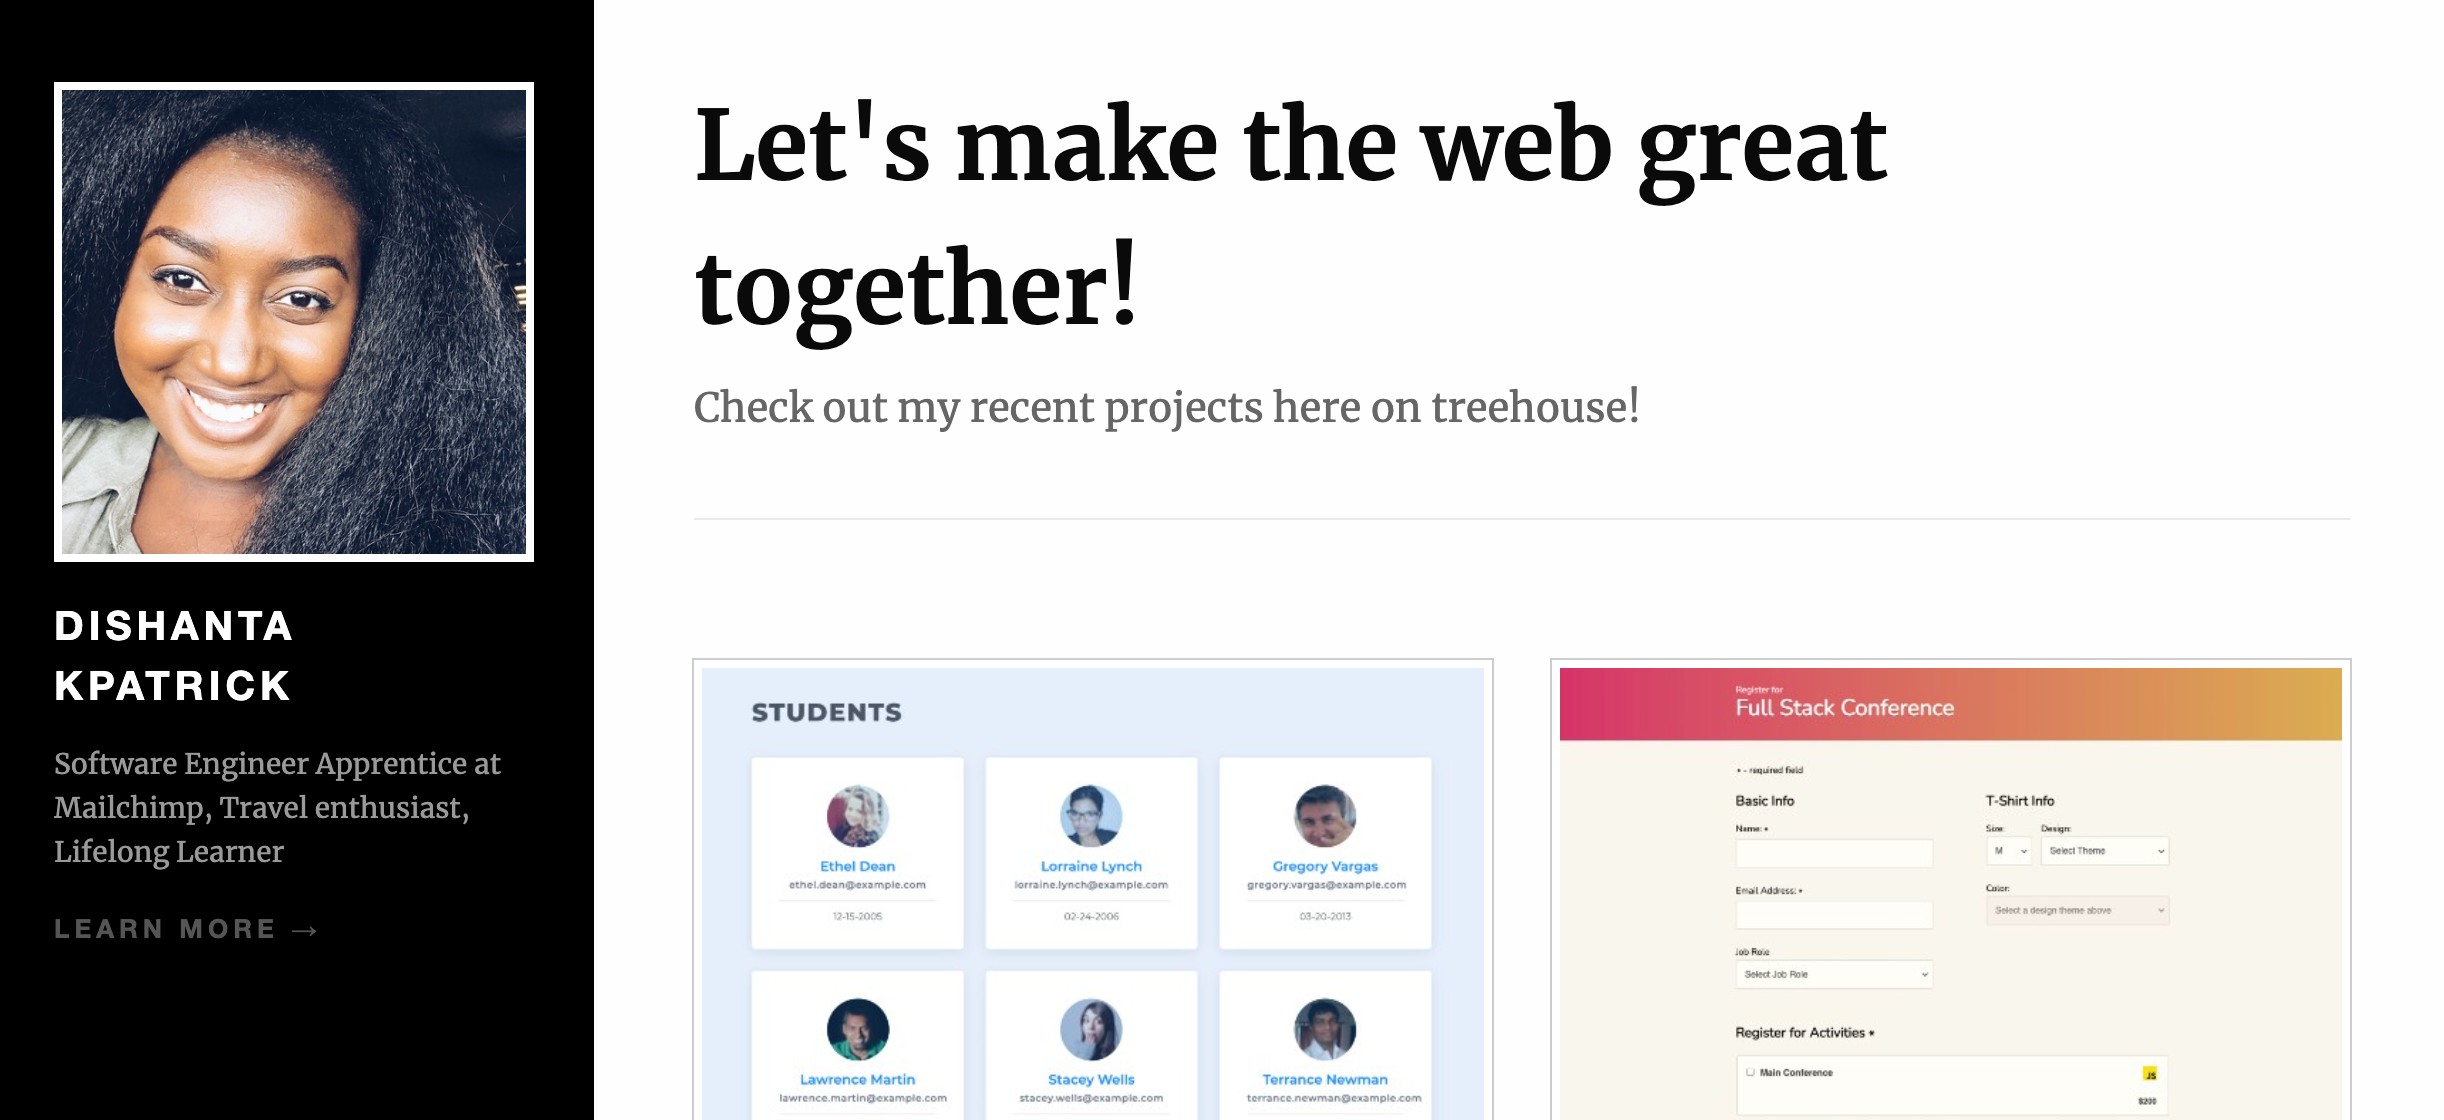 DISHANTA
KPATRICK
Software Engineer Apprentice at
Mailchimp, Travel enthusiast,
Lifelong Learner
LEARN MORE →
Let's make the web great
together!
Check out my recent projects here on treehouse!
STUDENTS
Ethel Dean
ethel.dean@example.com
12-15-2005
Lorraine Lynch
lorraine.lynch@example.com
02-24-2006
Gregory Vargas
gregory.vargas@example.com
03-20-2013
Lawrence Martin
lawrence.martin@example.com
Stacey Wells
stacey.wells@example.com
Terrance Newman
terrance.newman@example.com
Register for
Full Stack Conference
* - required field
Basic Info
Name: *
Email Address: *
Job Role
Select Job Role
T-Shirt Info
Size:
M
Design:
Select Theme
Color:
Select a design theme above
Register for Activities *
Main Conference
JS
$200